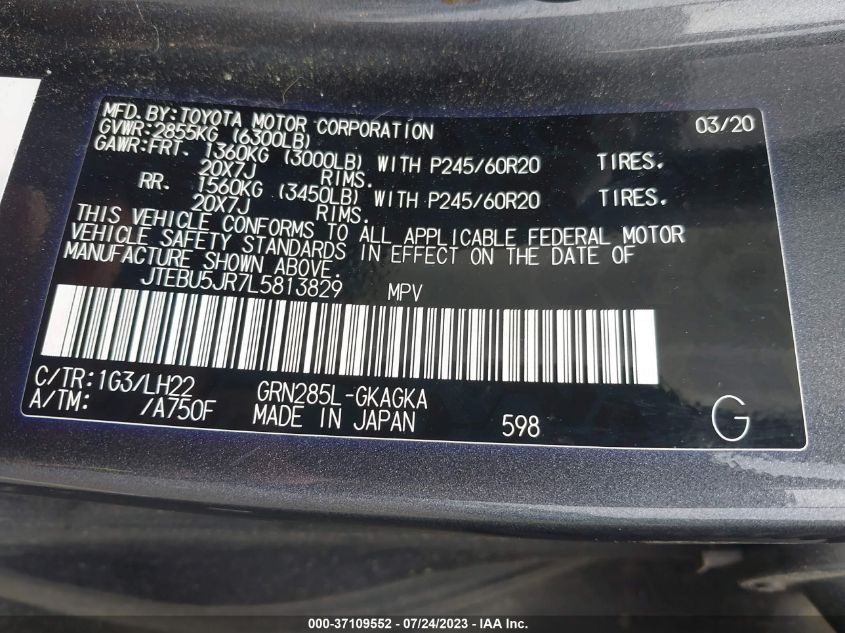 MFD. BY:TOYOTA MOTOR CORPORATION 03/20
GVWR:2855KG (6300LB)
GAWR:FRT. 1360KG (3000LB) WITH P245/60R20 TIRES.
20X7J RIMS.
RR. 1560KG (3450LB) WITH P245/60R20 TIRES.
20X7J RIMS.
THIS VEHICLE CONFORMS TO ALL APPLICABLE FEDERAL MOTOR
VEHICLE SAFETY STANDARDS IN EFFECT ON THE DATE OF
MANUFACTURE SHOWN ABOVE.
JTEBU5JR7L5813829 MPV
C/TR:1G3/LH22 GRN285L-GKAGKA
A/TM: /A750F MADE IN JAPAN 598 G
000-37109552 - 07/24/2023 - IAA Inc.